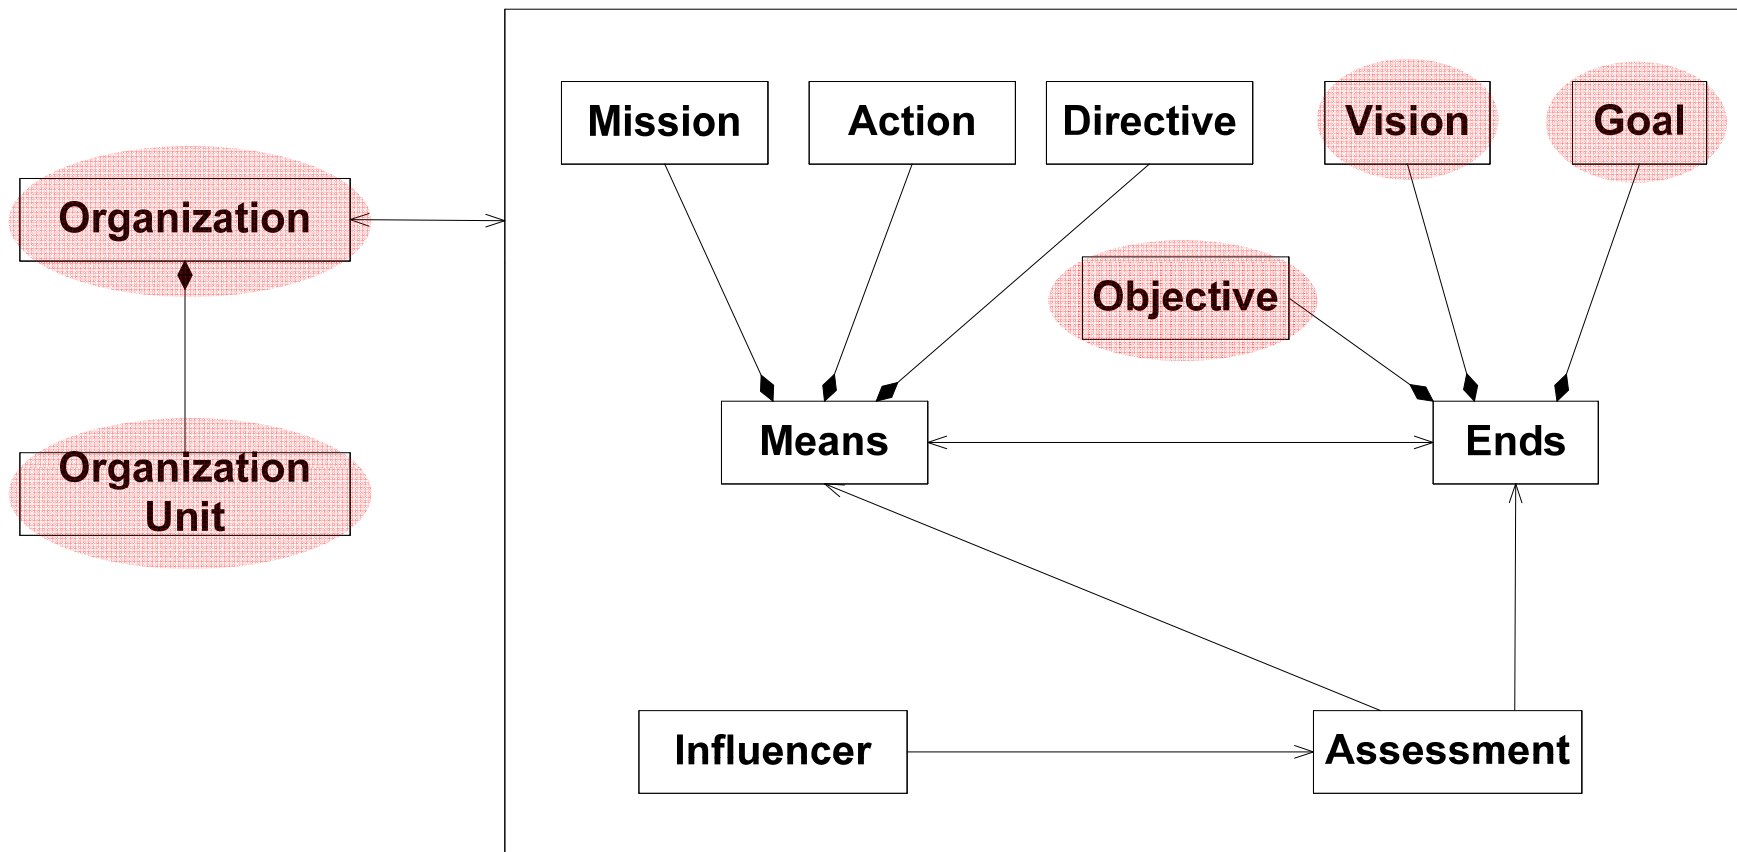 Mission
Action
Directive
Vision
Goal
Organization
Objective
Means
Ends
Organization
Unit
Influencer
Assessment